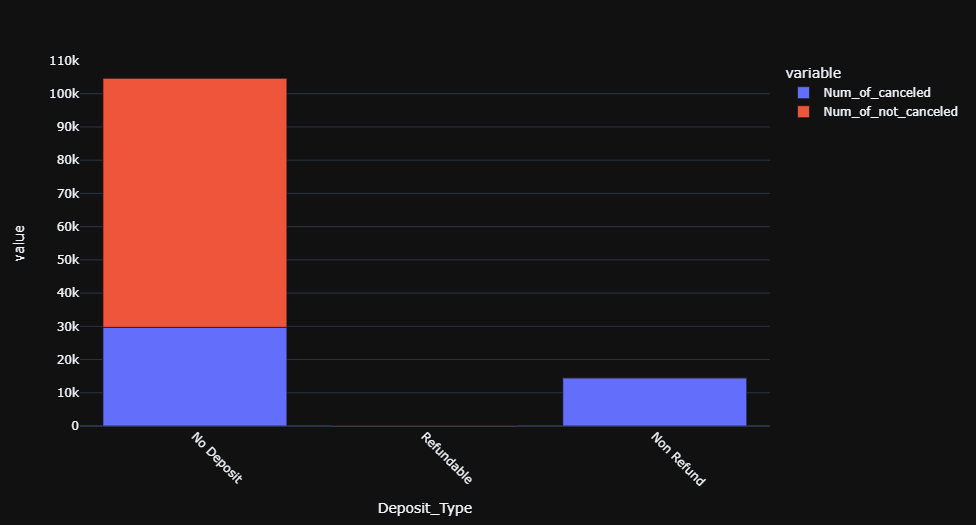 110k
100k
90k
80k
70k
60k
50k
40k
30k
20k
10k
0
value
No Deposit
Refundable
Non Refund
Deposit_Type
variable
Num_of_canceled
Num_of_not_canceled